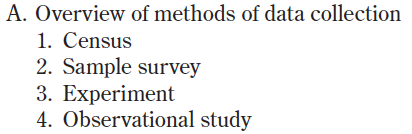 A. Overview of methods of data collection
1. Census
2. Sample survey
3. Experiment
4. Observational study